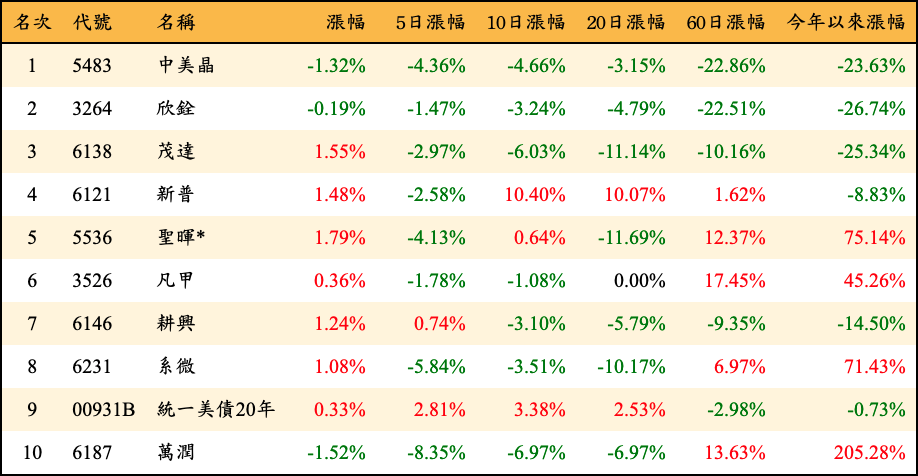 名次 代號 名稱 漲幅 5日漲幅 10日漲幅 20日漲幅 60日漲幅 今年以來漲幅
1 5483 中美晶 -1.32% -4.36% -4.66% -3.15% -22.86% -23.63%
2 3264 欣銓 -0.19% -1.47% -3.24% -4.79% -22.51% -26.74%
3 6138 茂達 1.55% -2.97% -6.03% -11.14% -10.16% -25.34%
4 6121 新普 1.48% -2.58% 10.40% 10.07% 1.62% -8.83%
5 5536 聖暉* 1.79% -4.13% 0.64% -11.69% 12.37% 75.14%
6 3526 凡甲 0.36% -1.78% -1.08% 0.00% 17.45% 45.26%
7 6146 耕興 1.24% 0.74% -3.10% -5.79% -9.35% -14.50%
8 6231 系微 1.08% -5.84% -3.51% -10.17% 6.97% 71.43%
9 00931B 統一美債20年 0.33% 2.81% 3.38% 2.53% -2.98% -0.73%
10 6187 萬潤 -1.52% -8.35% -6.97% -6.97% 13.63% 205.28%